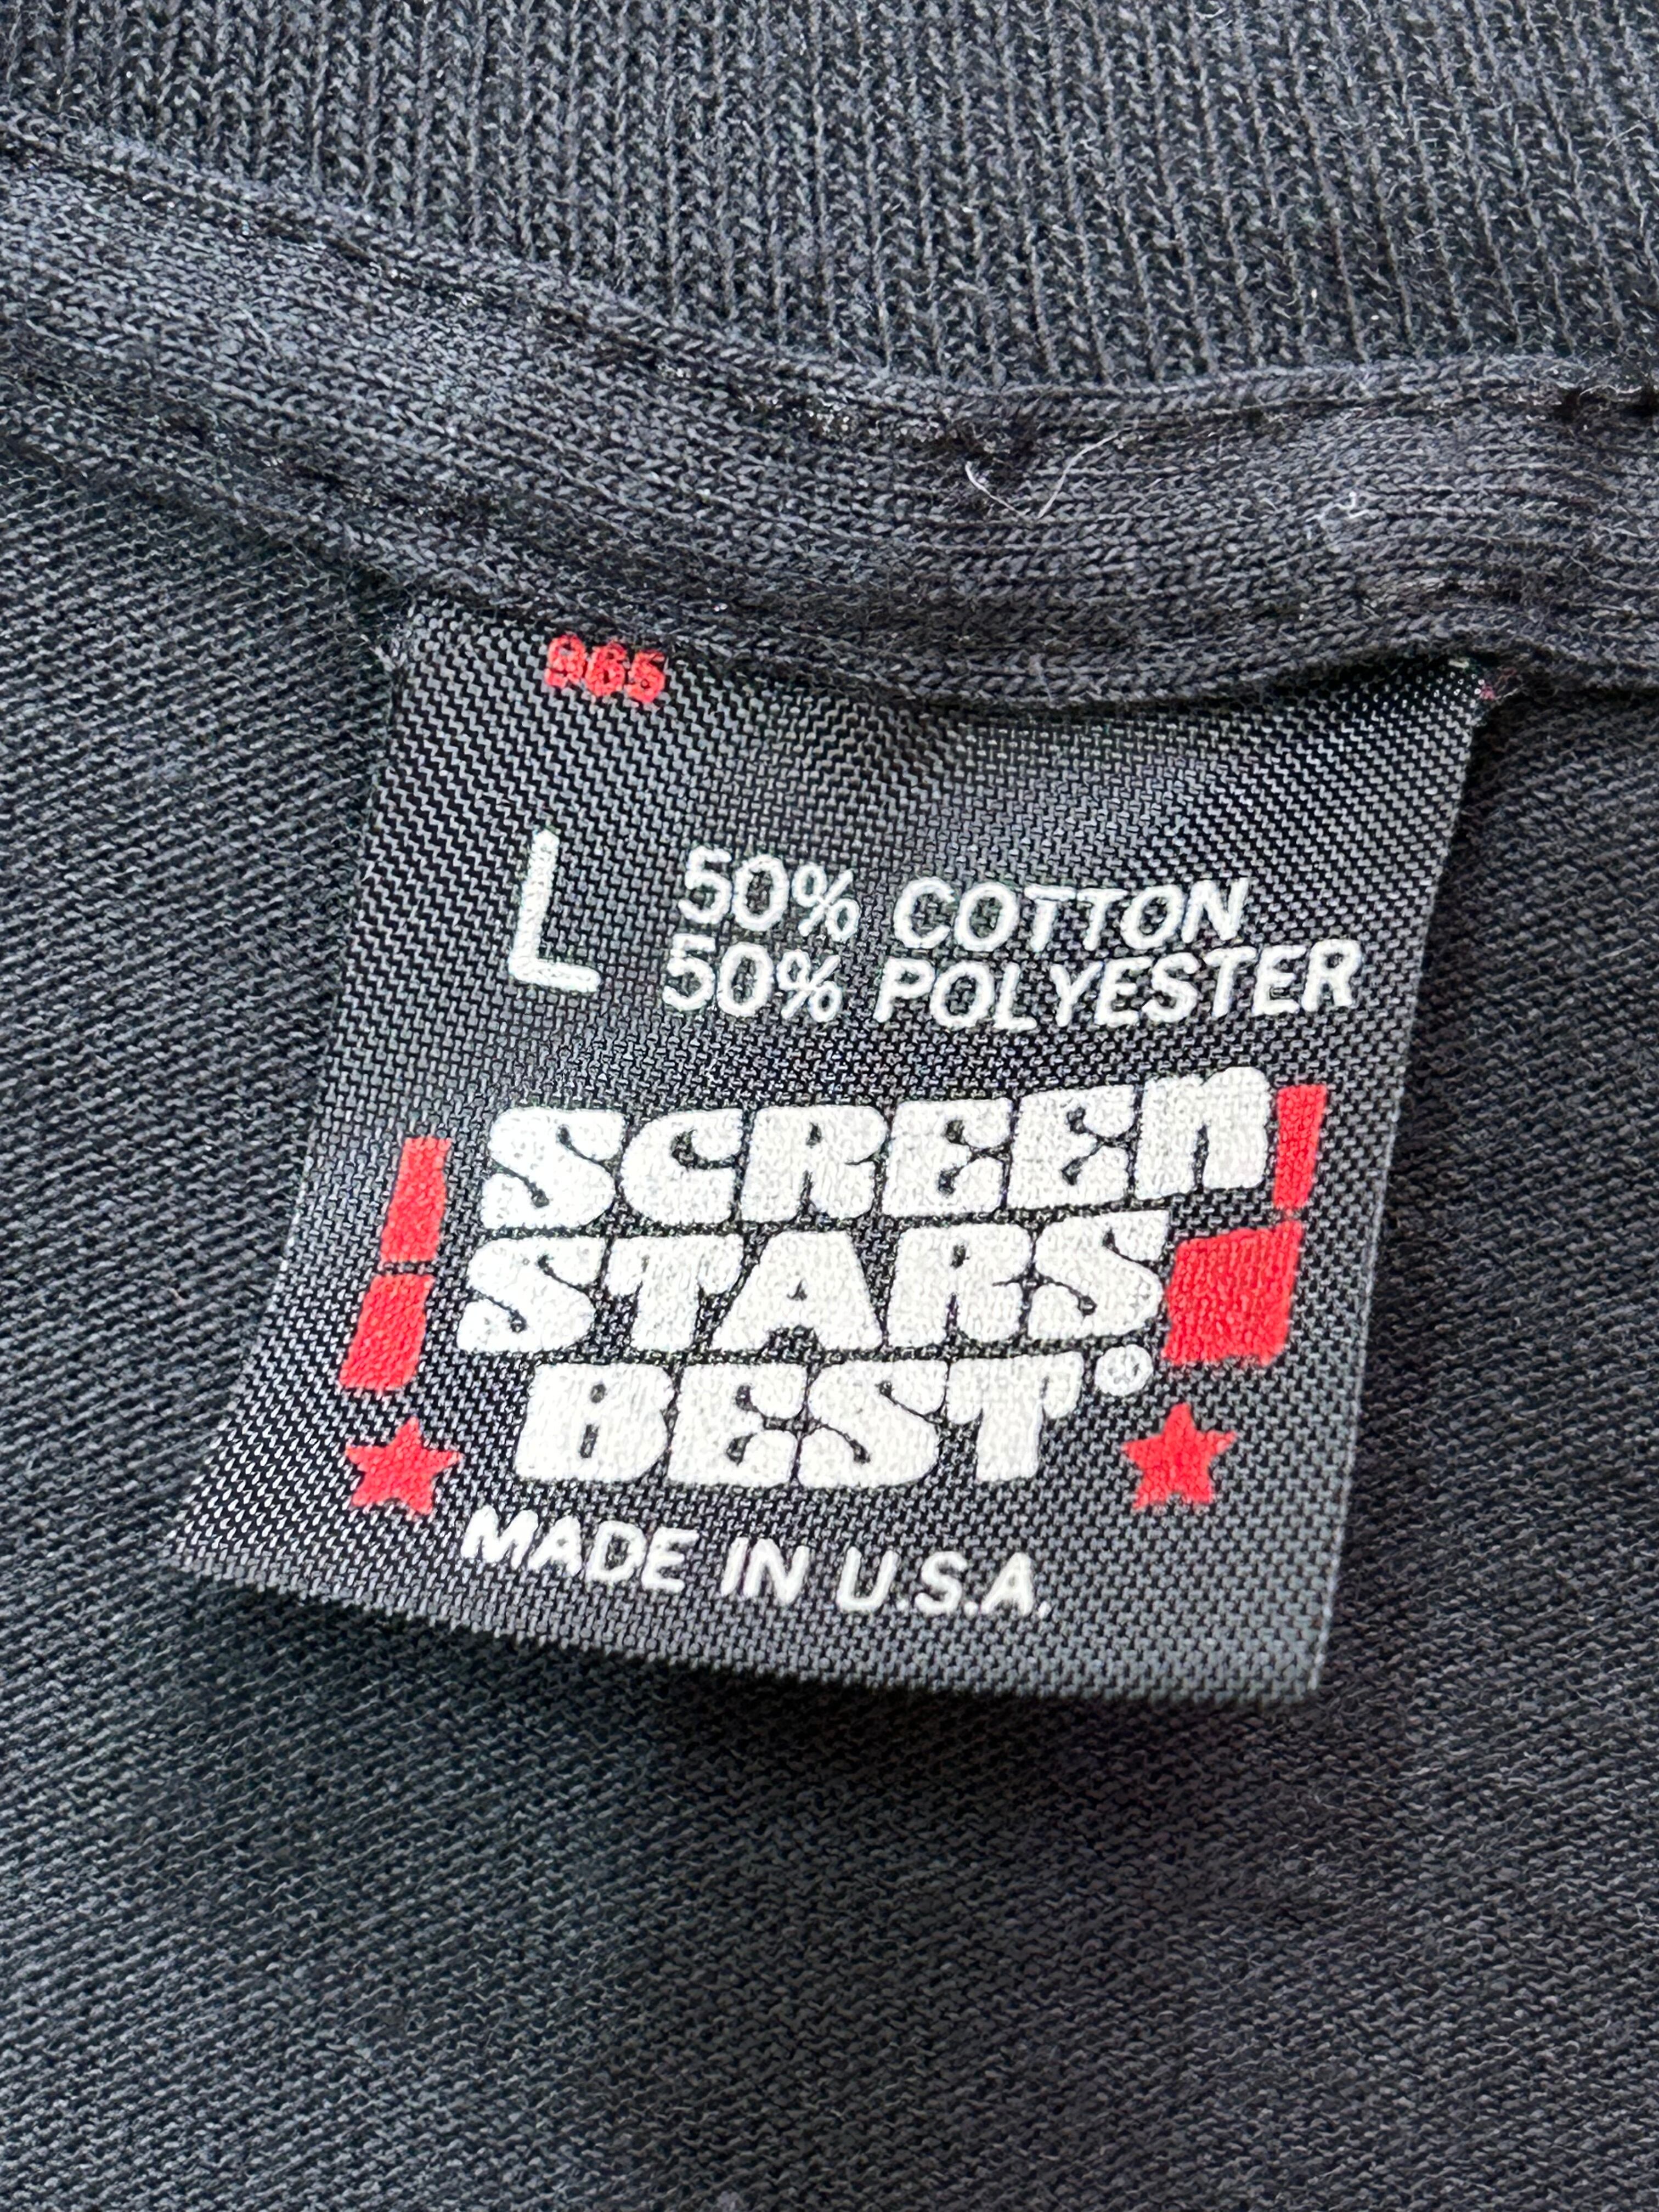 965
L 50% COTTON
50% POLYESTER
SCREEN
STARS
BEST®
MADE IN U.S.A.